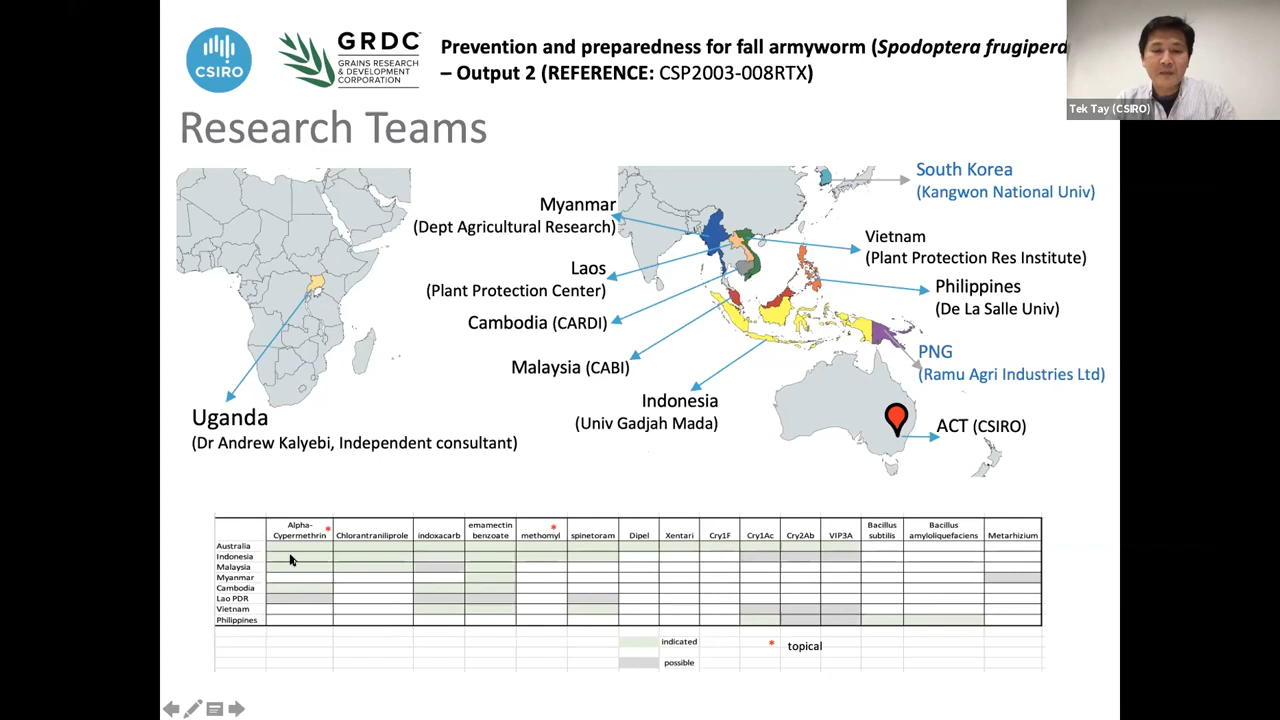 CSIRO
GRDC
GRAINS RESEARCH
& DEVELOPMENT
CORPORATION
Prevention and preparedness for fall armyworm (Spodoptera frugiperd
– Output 2 (REFERENCE: CSP2003-008RTX)
Tek Tay (CSIRO)
Research Teams
South Korea
(Kangwon National Univ)
Myanmar
(Dept Agricultural Research)
Vietnam
(Plant Protection Res Institute)
Laos
(Plant Protection Center)
Philippines
(De La Salle Univ)
Cambodia (CARDI)
PNG
(Ramu Agri Industries Ltd)
Malaysia (CABI)
Indonesia
(Univ Gadjah Mada)
Uganda
(Dr Andrew Kalyebi, Independent consultant)
ACT (CSIRO)
Alpha-
Cypermethrin *
Chlorantraniliprole
indoxacarb
emamectin
benzoate
* methomyl
spinetoram
Dipel
Xentari
Cry1F
Cry1Ac
Cry2Ab
VIP3A
Bacillus
subtilis
Bacillus
amyloliquefaciens
Metarhizium
Australia
Indonesia
Malaysia
Myanmar
Cambodia
Lao PDR
Vietnam
Philippines
indicated
* topical
possible